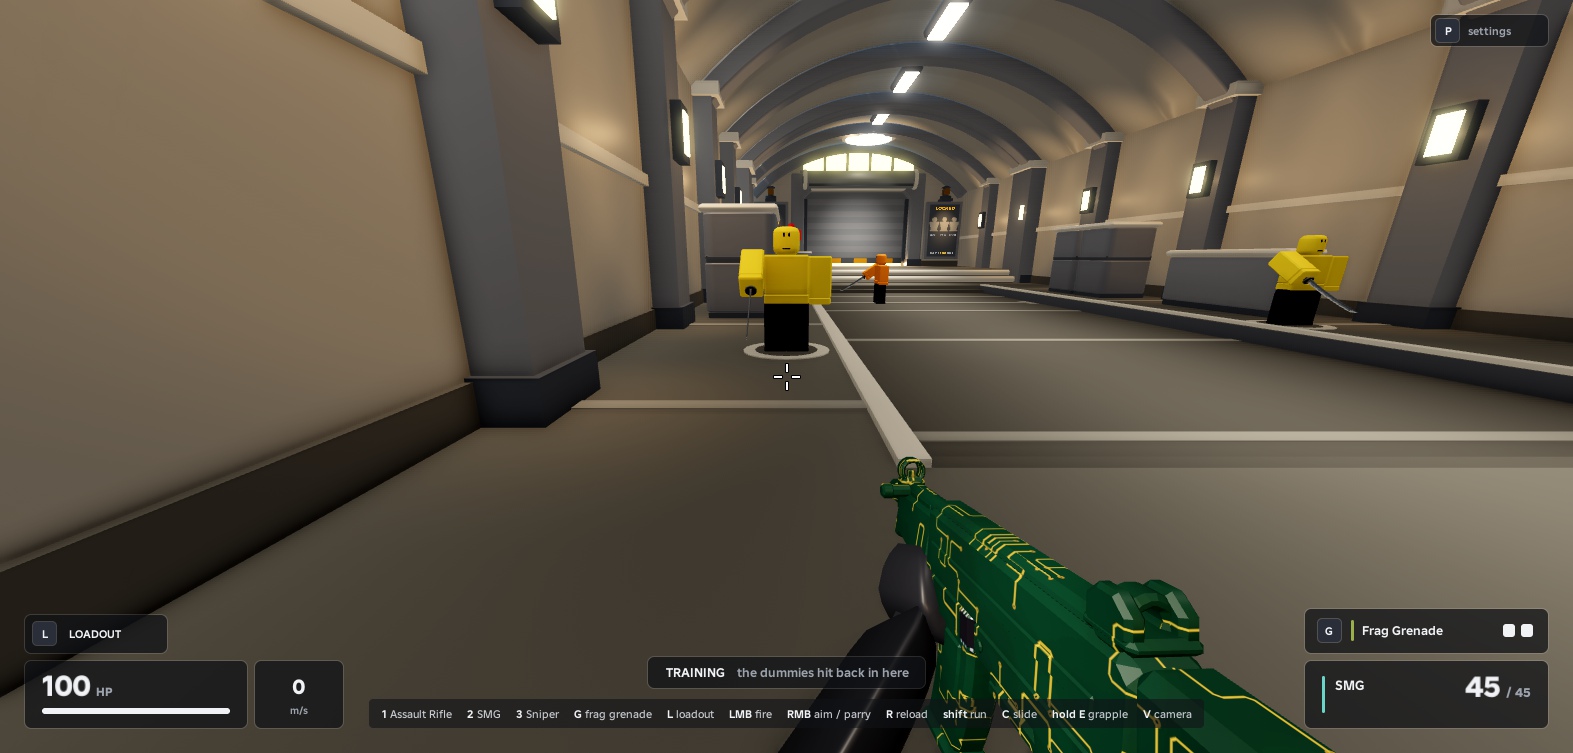 P settings
LOCKED
L LOADOUT
100 HP
0
m/s
TRAINING the dummies hit back in here
1 Assault Rifle 2 SMG 3 Sniper G frag grenade L loadout LMB fire RMB aim / parry R reload shift run C slide hold E grapple V camera
G Frag Grenade
SMG 45 / 45